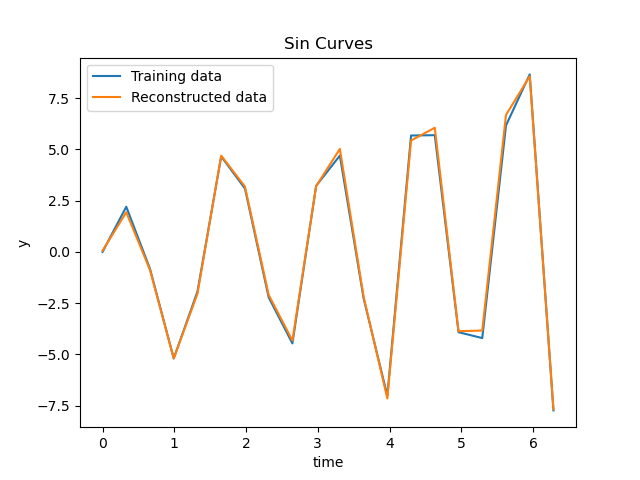 Sin Curves
Training data
Reconstructed data
7.5
5.0
2.5
0.0
−2.5
−5.0
−7.5
y
0 1 2 3 4 5 6
time